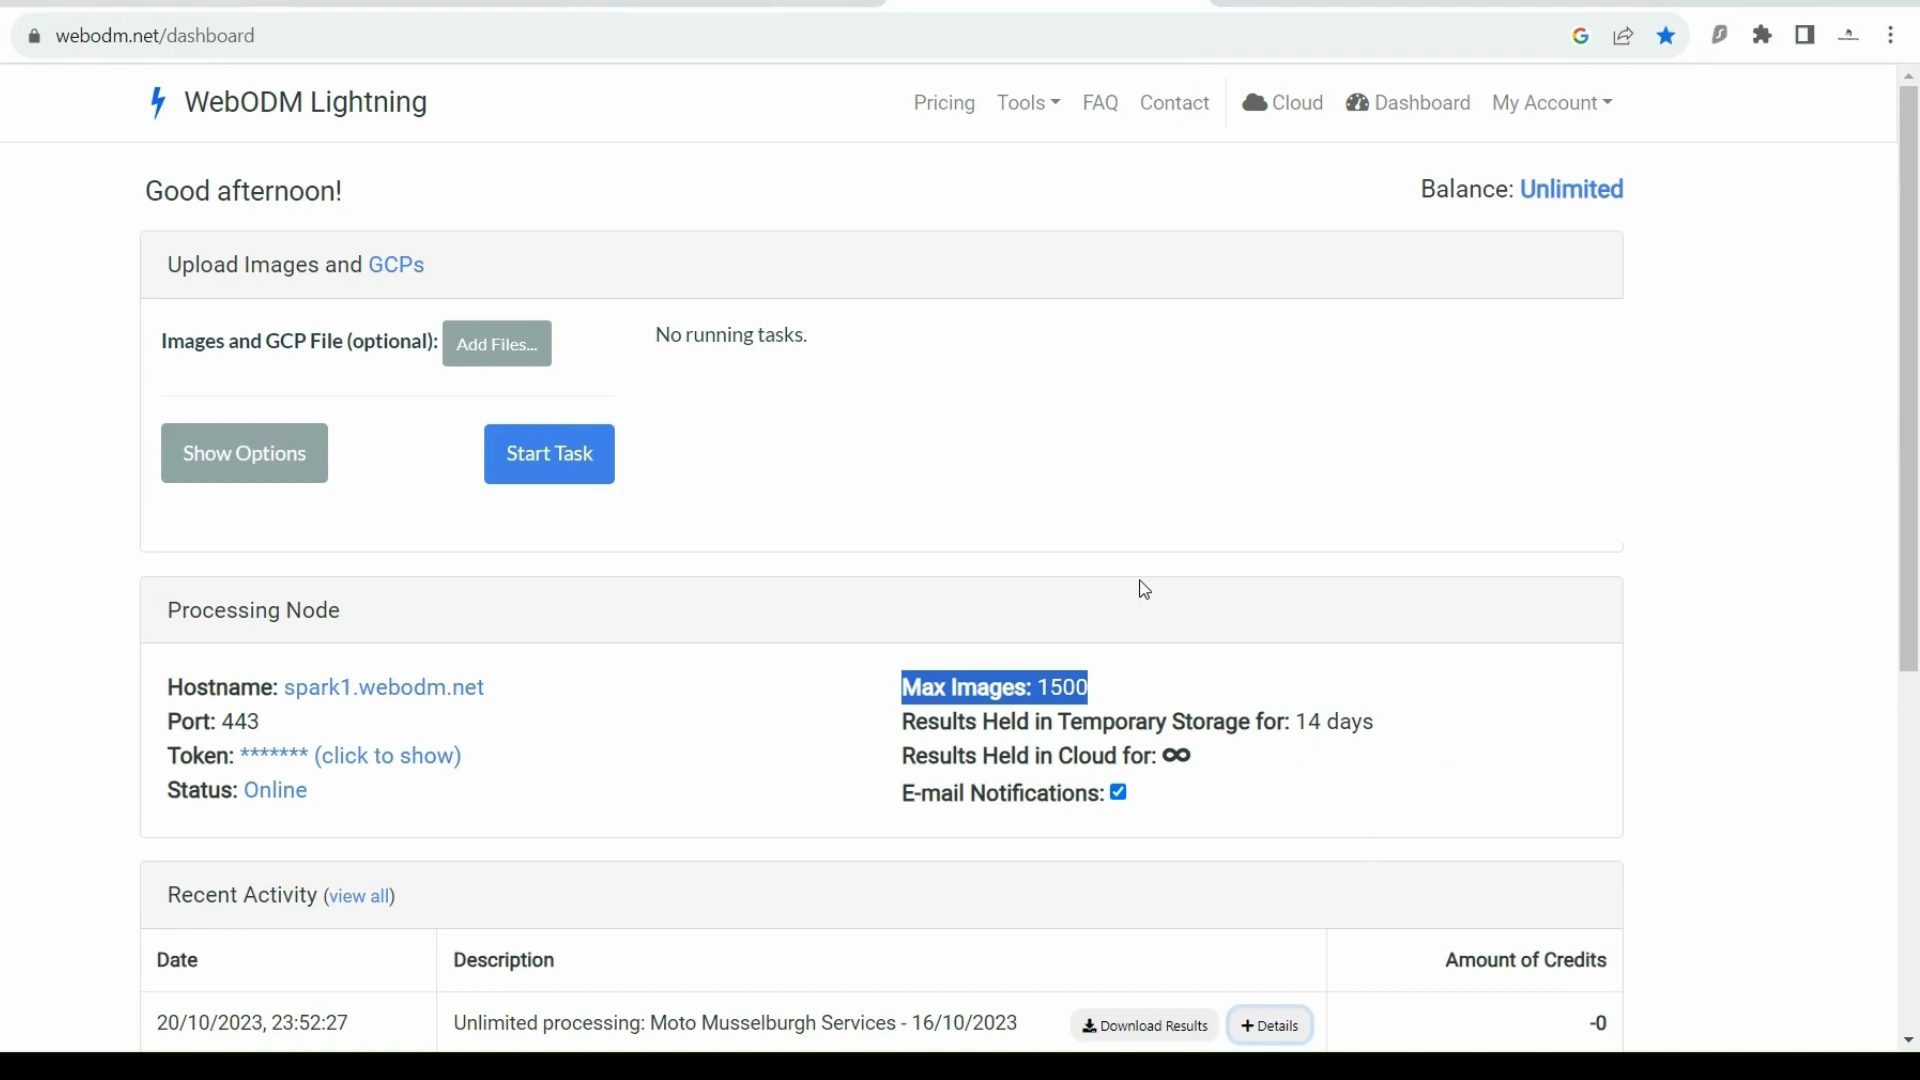 webodm.net/dashboard
WebODM Lightning
Pricing Tools FAQ Contact Cloud Dashboard My Account
Good afternoon!
Balance: Unlimited
Upload Images and GCPs
Images and GCP File (optional): Add Files...
No running tasks.
Show Options Start Task
Processing Node
Hostname: spark1.webodm.net
Port: 443
Token: ******* (click to show)
Status: Online
Max Images: 1500
Results Held in Temporary Storage for: 14 days
Results Held in Cloud for: ∞
E-mail Notifications:
Recent Activity (view all)
Date Description Amount of Credits
20/10/2023, 23:52:27 Unlimited processing: Moto Musselburgh Services - 16/10/2023 Download Results + Details -0